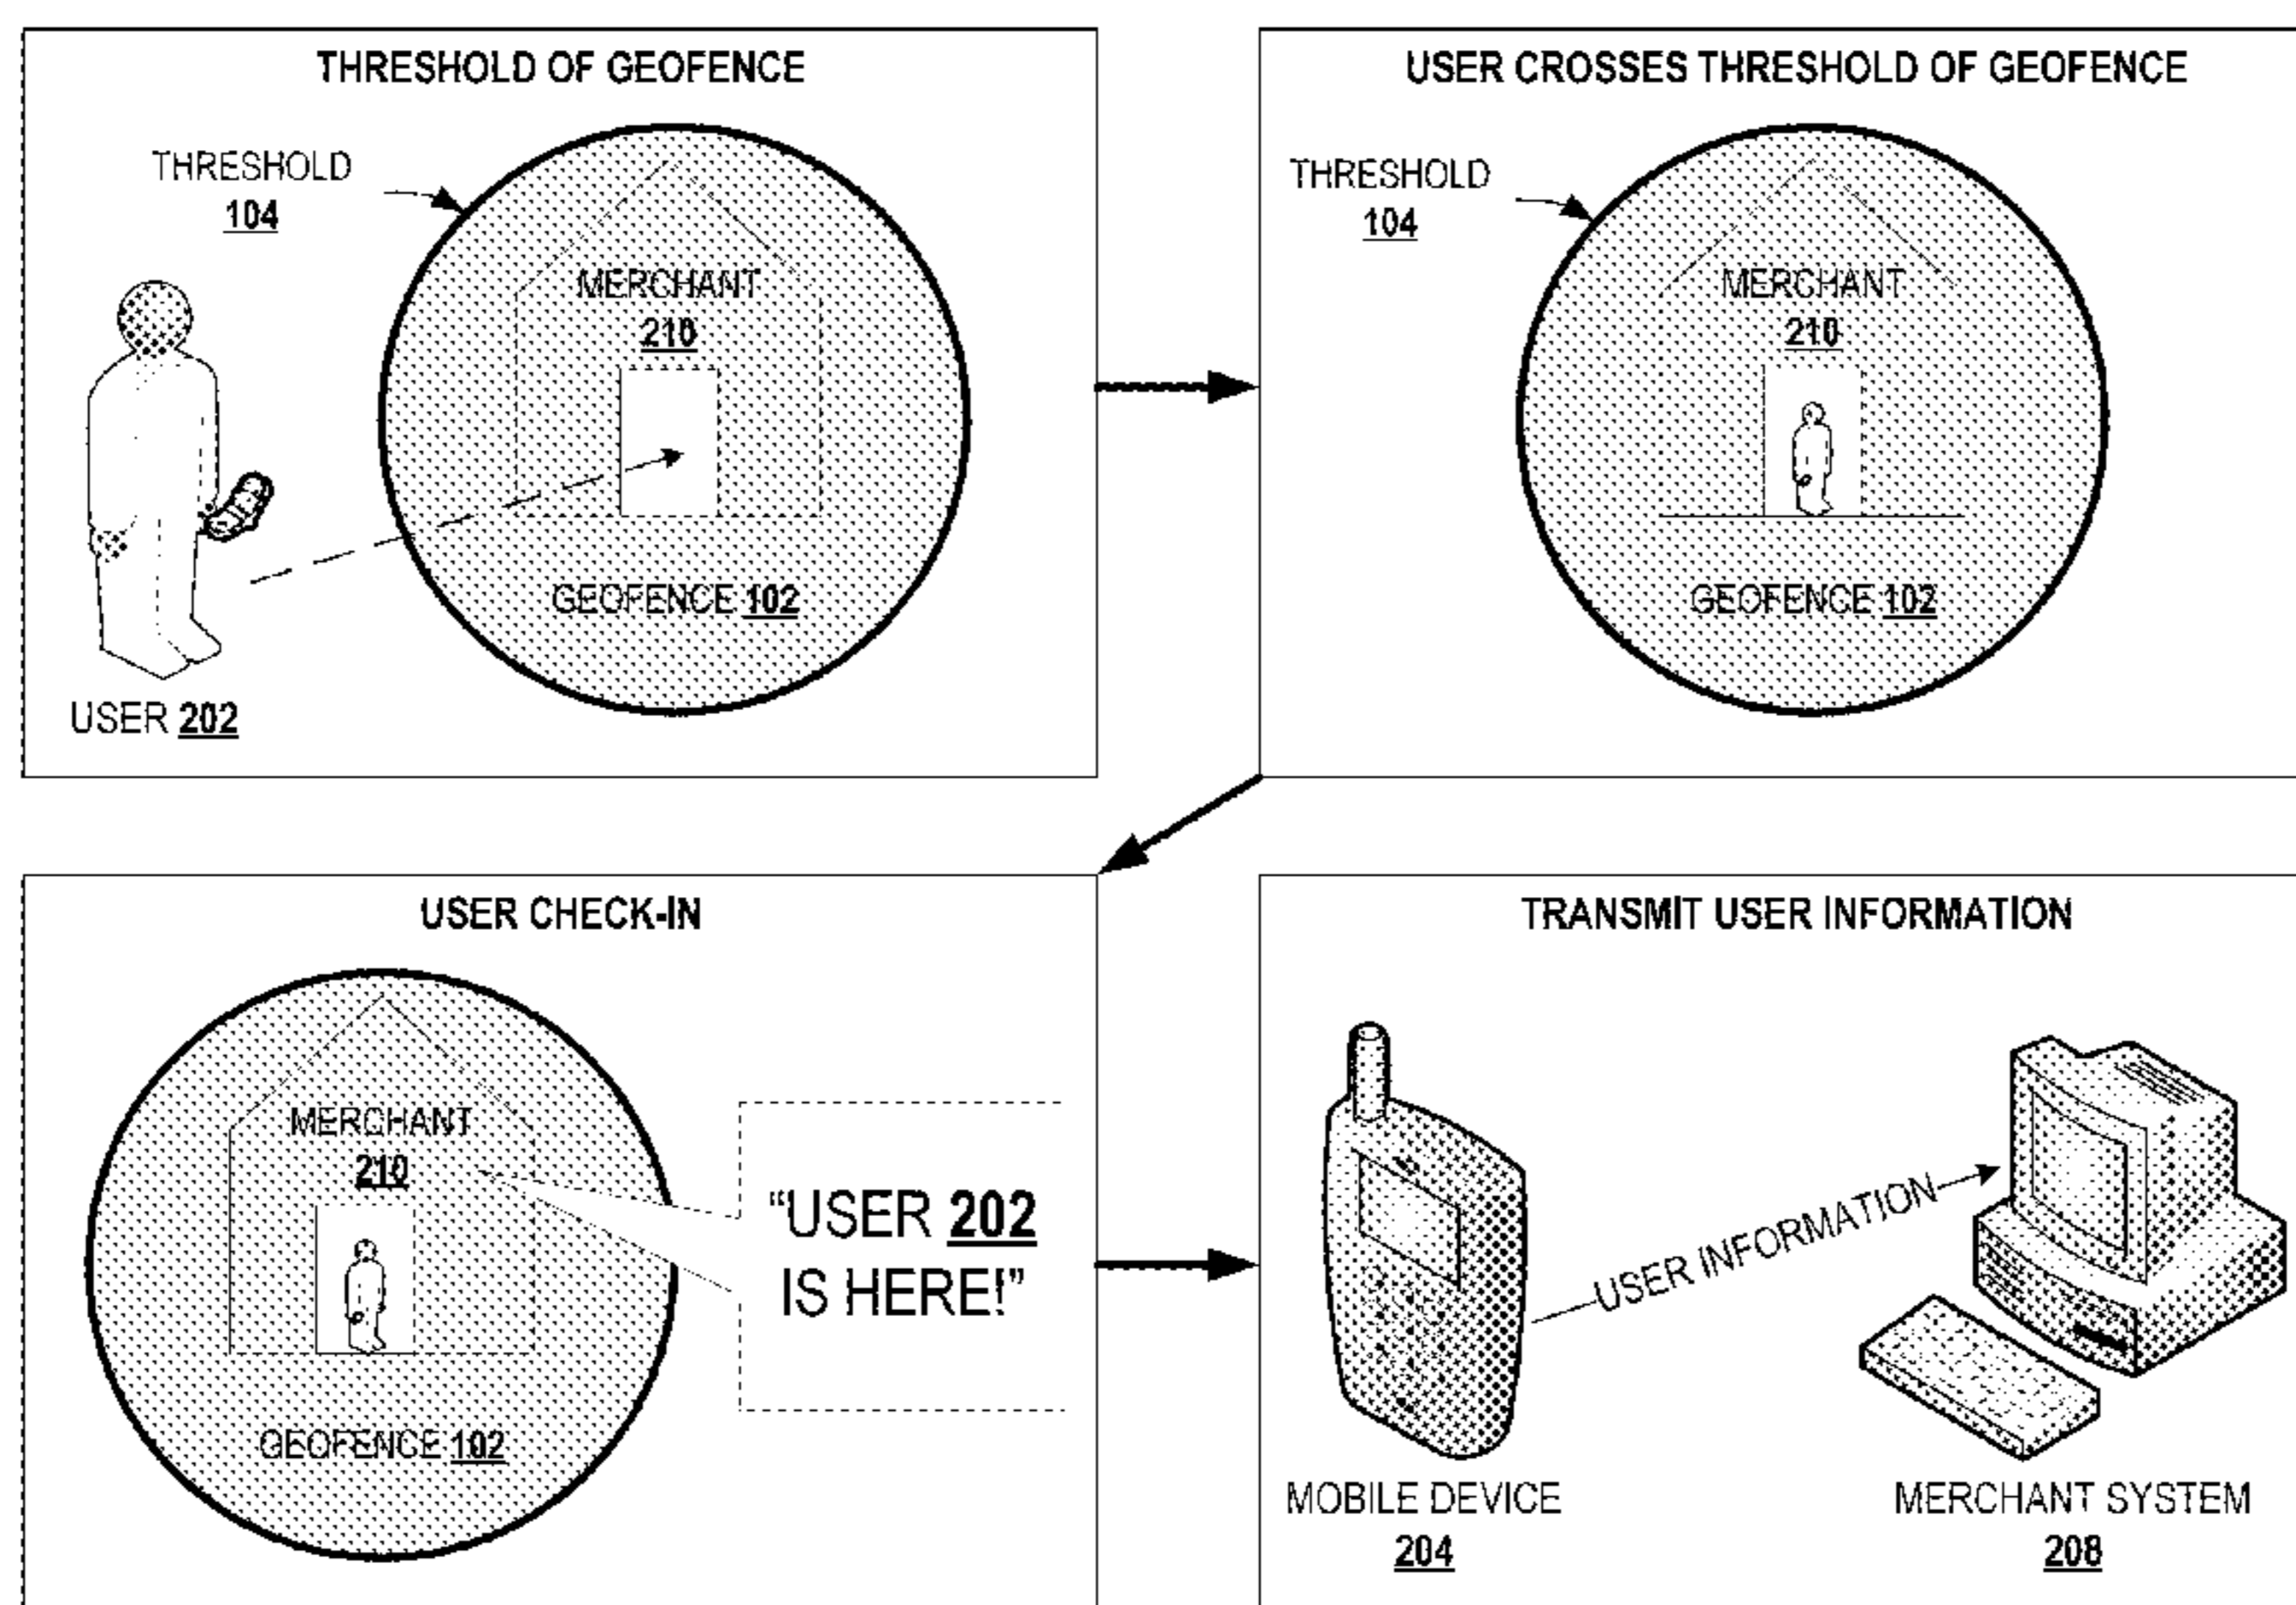 THRESHOLD OF GEOFENCE
THRESHOLD
104
MERCHANT
210
GEOFENCE 102
USER 202
USER CROSSES THRESHOLD OF GEOFENCE
THRESHOLD
104
MERCHANT
210
GEOFENCE 102
USER CHECK-IN
MERCHANT
210
"USER 202
IS HERE!"
GEOFENCE 102
TRANSMIT USER INFORMATION
USER INFORMATION
MOBILE DEVICE
204
MERCHANT SYSTEM
208